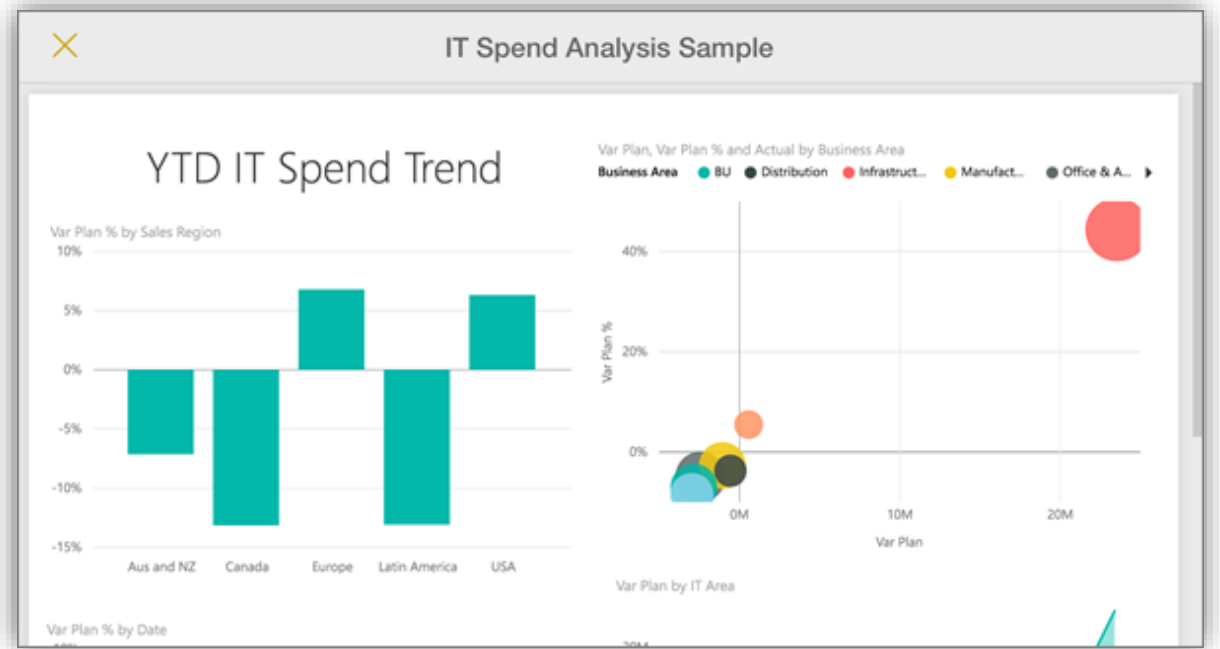 IT Spend Analysis Sample
YTD IT Spend Trend
Var Plan % by Sales Region
10%
5%
0%
-5%
-10%
-15%
Aus and NZ Canada Europe Latin America USA
Var Plan % by Date
Var Plan, Var Plan % and Actual by Business Area
Business Area BU Distribution Infrastruct... Manufact... Office & A...
40%
20%
0%
Var Plan %
0M 10M 20M
Var Plan
Var Plan by IT Area